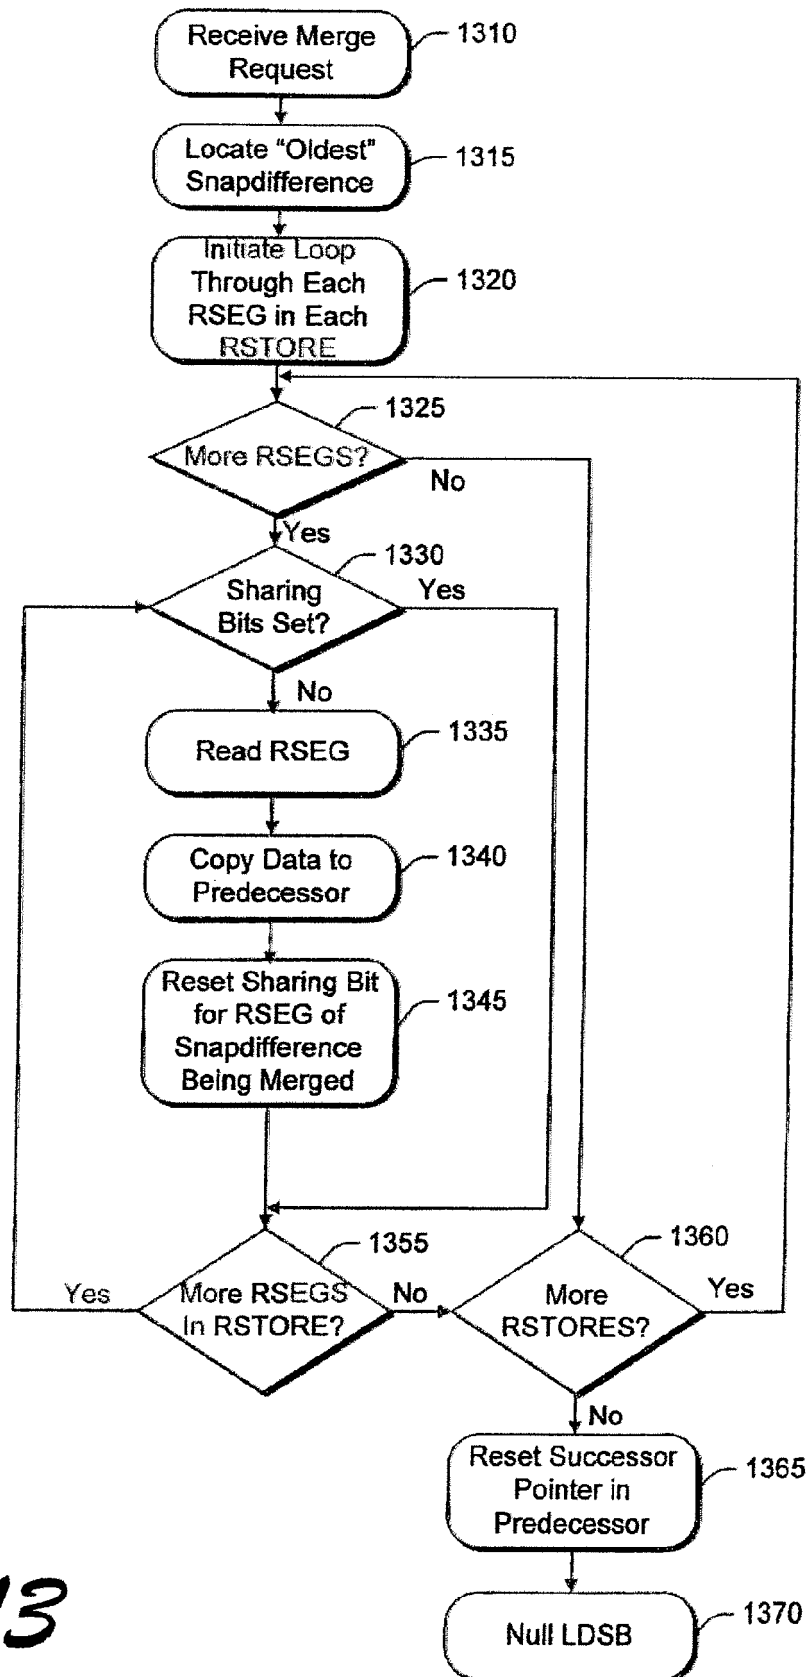 Receive Merge
Request
1310
Locate "Oldest"
Snapdifference
1315
Initiate Loop
Through Each
RSEG in Each
RSTORE
1320
1325
More RSEGS?
No
Yes
1330
Sharing
Bits Set?
Yes
No
Read RSEG
1335
Copy Data to
Predecessor
1340
Reset Sharing Bit
for RSEG of
Snapdifference
Being Merged
1345
1355
More RSEGS
In RSTORE?
Yes
No
1360
More
RSTORES?
Yes
No
Reset Successor
Pointer in
Predecessor
1365
Null LDSB
1370
13